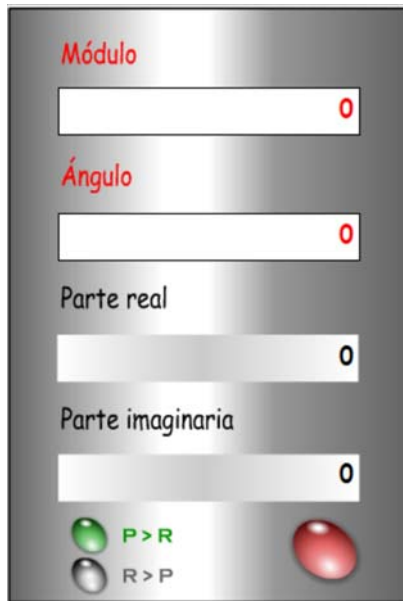 Módulo
0
Ángulo
0
Parte real
0
Parte imaginaria
0
P > R
R > P